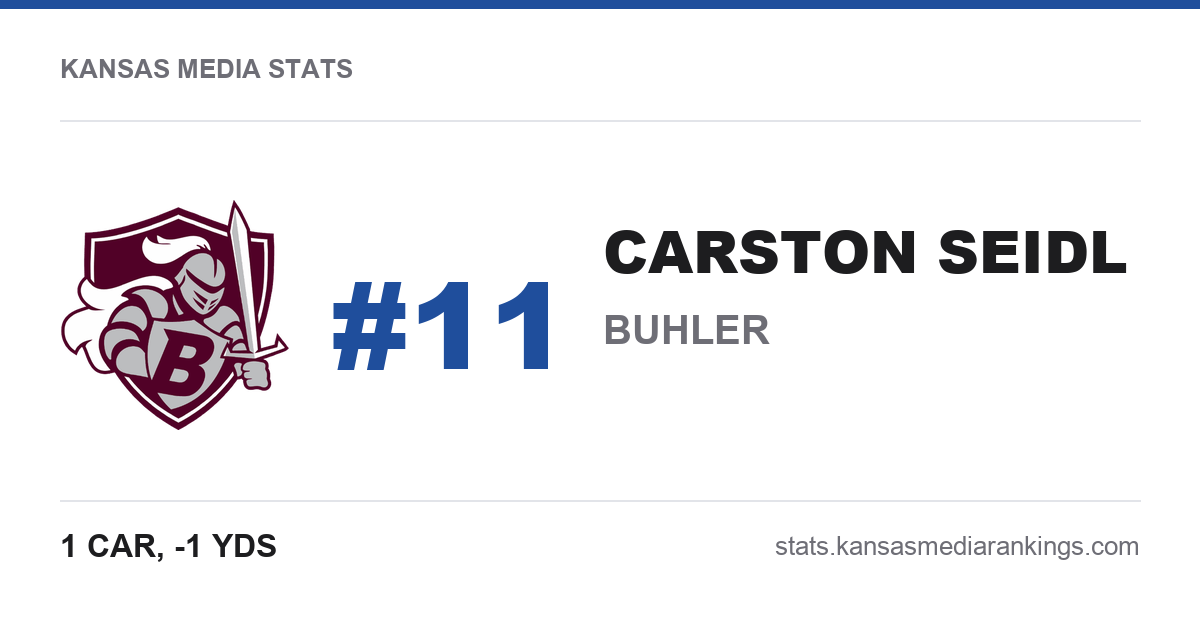 KANSAS MEDIA STATS
B
#11
CARSTON SEIDL
BUHLER
1 CAR, -1 YDS
stats.kansasmediarankings.com